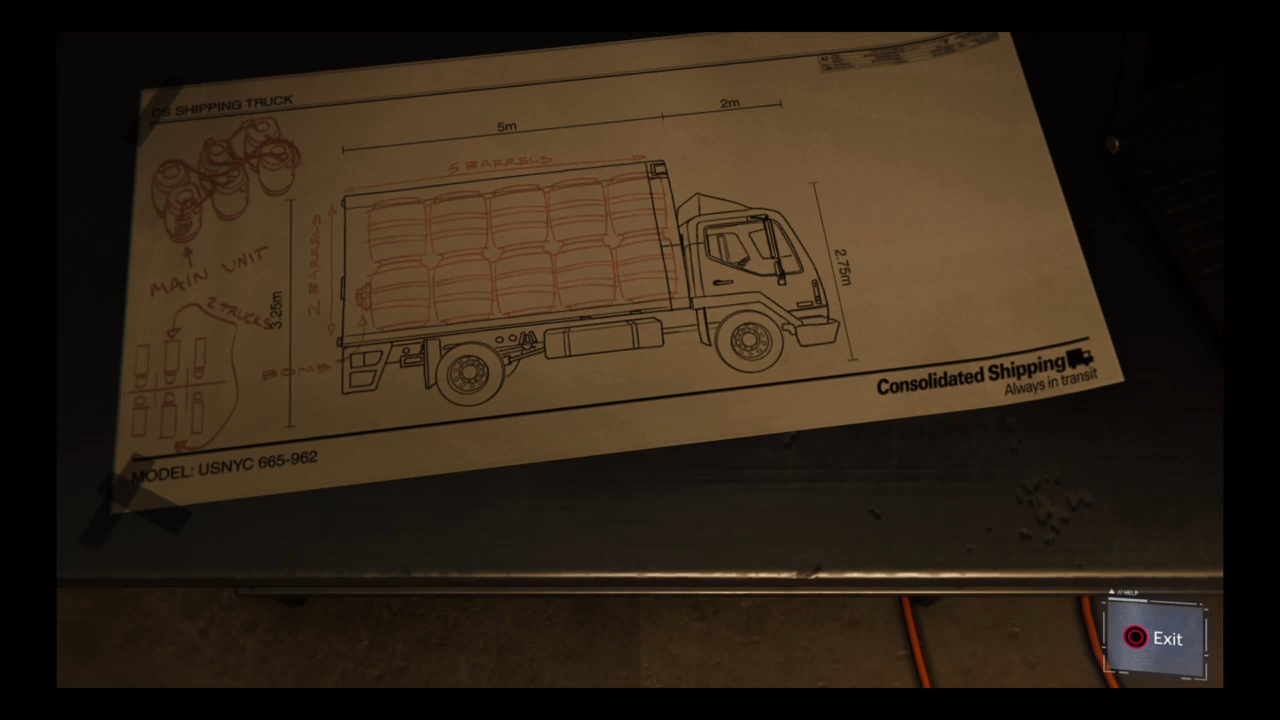 CS SHIPPING TRUCK
5m
2m
5 BARRELS
2 BARRELS
MAIN UNIT
2 TRUCKS
3.25m
2.75m
BOMB
Consolidated Shipping
Always in transit
MODEL: USNYC 665-962
// HELP
Exit